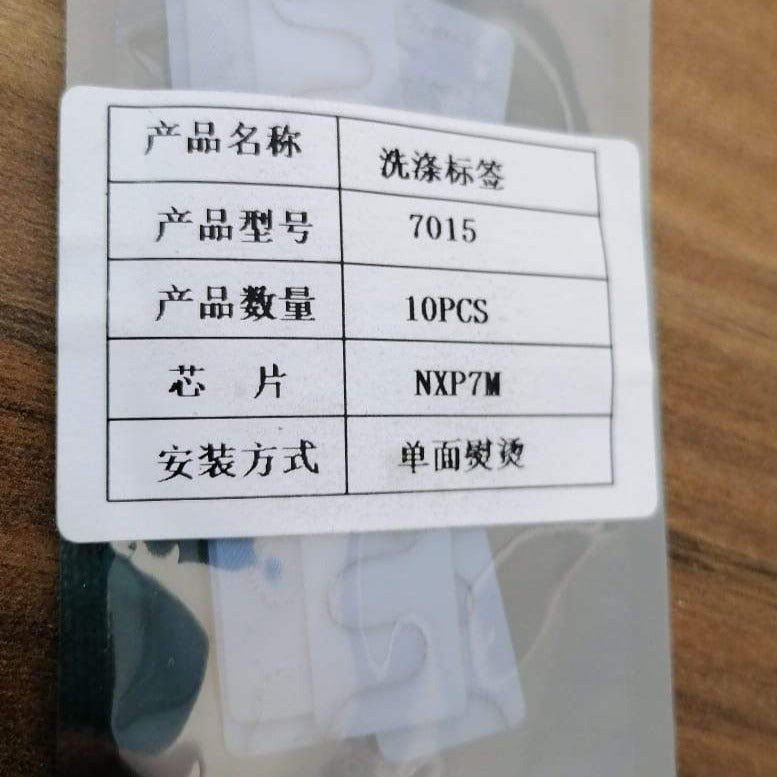 产品名称 洗涤标签
产品型号 7015
产品数量 10PCS
芯 片 NXP7M
安装方式 单面熨烫